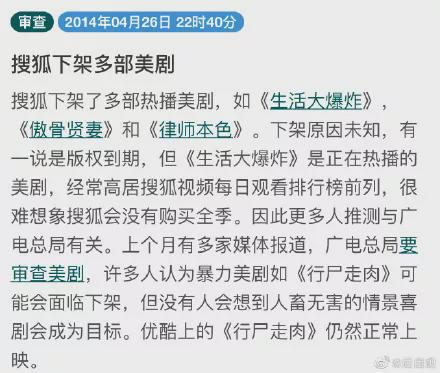 审查 2014年04月26日 22时40分
搜狐下架多部美剧
搜狐下架了多部热播美剧，如《生活大爆炸》，
《傲骨贤妻》和《律师本色》。下架原因未知，有
一说是版权到期，但《生活大爆炸》是正在热播的
美剧，经常高居搜狐视频每日观看排行榜前列，很
难想象搜狐会没有购买全季。因此更多人推测与广
电总局有关。上个月有多家媒体报道，广电总局要
审查美剧，许多人认为暴力美剧如《行尸走肉》可
能会面临下架，但没有人会想到人畜无害的情景喜
剧会成为目标。优酷上的《行尸走肉》仍然正常上
映。